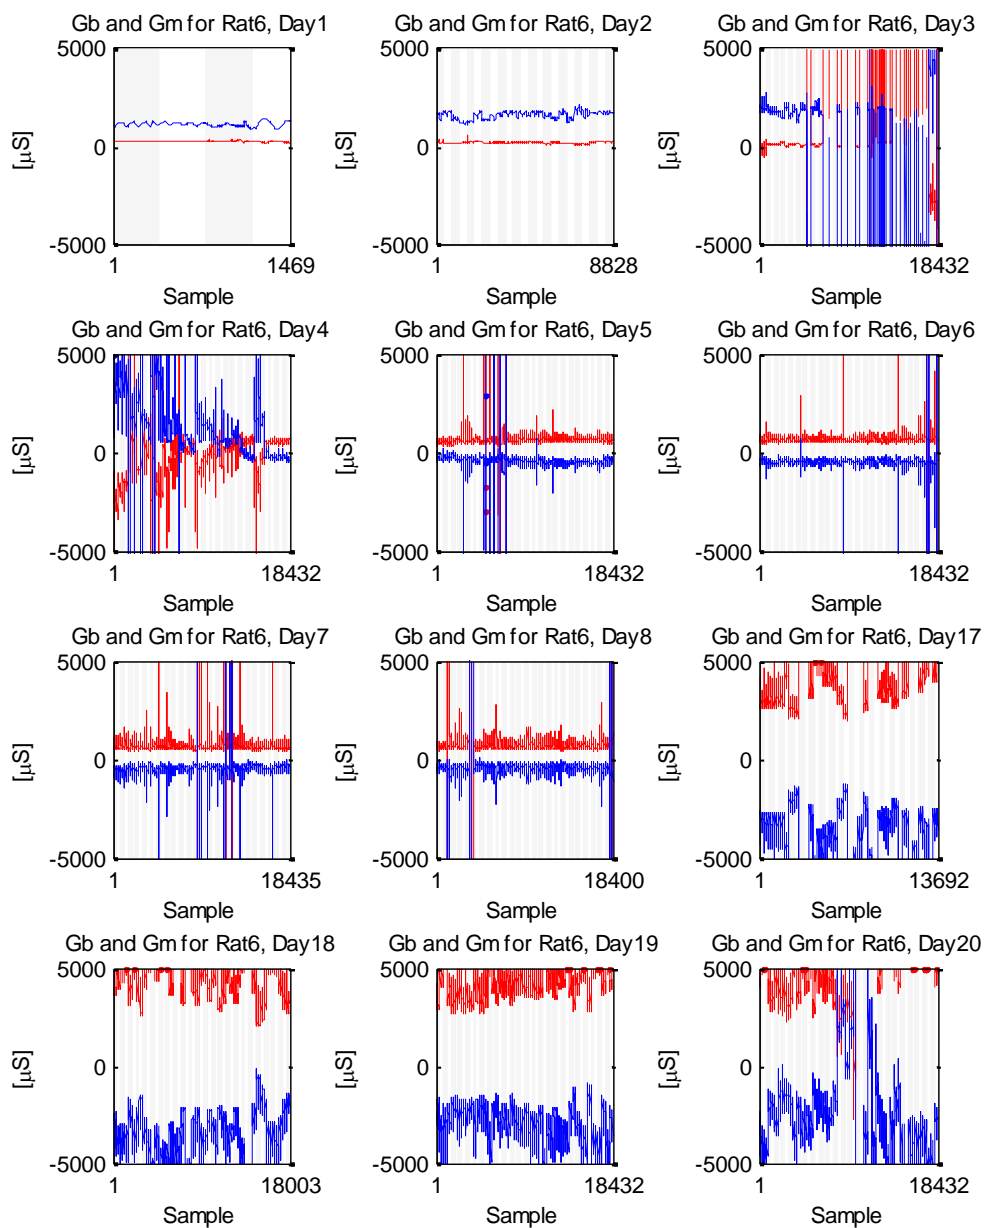 Gb and Gm for Rat6, Day1
Gb and Gm for Rat6, Day2
Gb and Gm for Rat6, Day3
5000
0
-5000
[μS]
1
1469
Sample
5000
0
-5000
[μS]
1
8828
Sample
5000
0
-5000
[μS]
1
18432
Sample
Gb and Gm for Rat6, Day4
Gb and Gm for Rat6, Day5
Gb and Gm for Rat6, Day6
5000
0
-5000
[μS]
1
18432
Sample
5000
0
-5000
[μS]
1
18432
Sample
5000
0
-5000
[μS]
1
18432
Sample
Gb and Gm for Rat6, Day7
Gb and Gm for Rat6, Day8
Gb and Gm for Rat6, Day17
5000
0
-5000
[μS]
1
18435
Sample
5000
0
-5000
[μS]
1
18400
Sample
5000
0
-5000
[μS]
1
13692
Sample
Gb and Gm for Rat6, Day18
Gb and Gm for Rat6, Day19
Gb and Gm for Rat6, Day20
5000
0
-5000
[μS]
1
18003
Sample
5000
0
-5000
[μS]
1
18432
Sample
5000
0
-5000
[μS]
1
18432
Sample